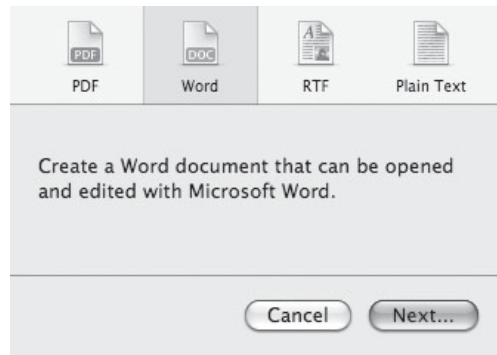 PDF DOC
PDF Word RTF Plain Text
Create a Word document that can be opened
and edited with Microsoft Word.
Cancel Next...